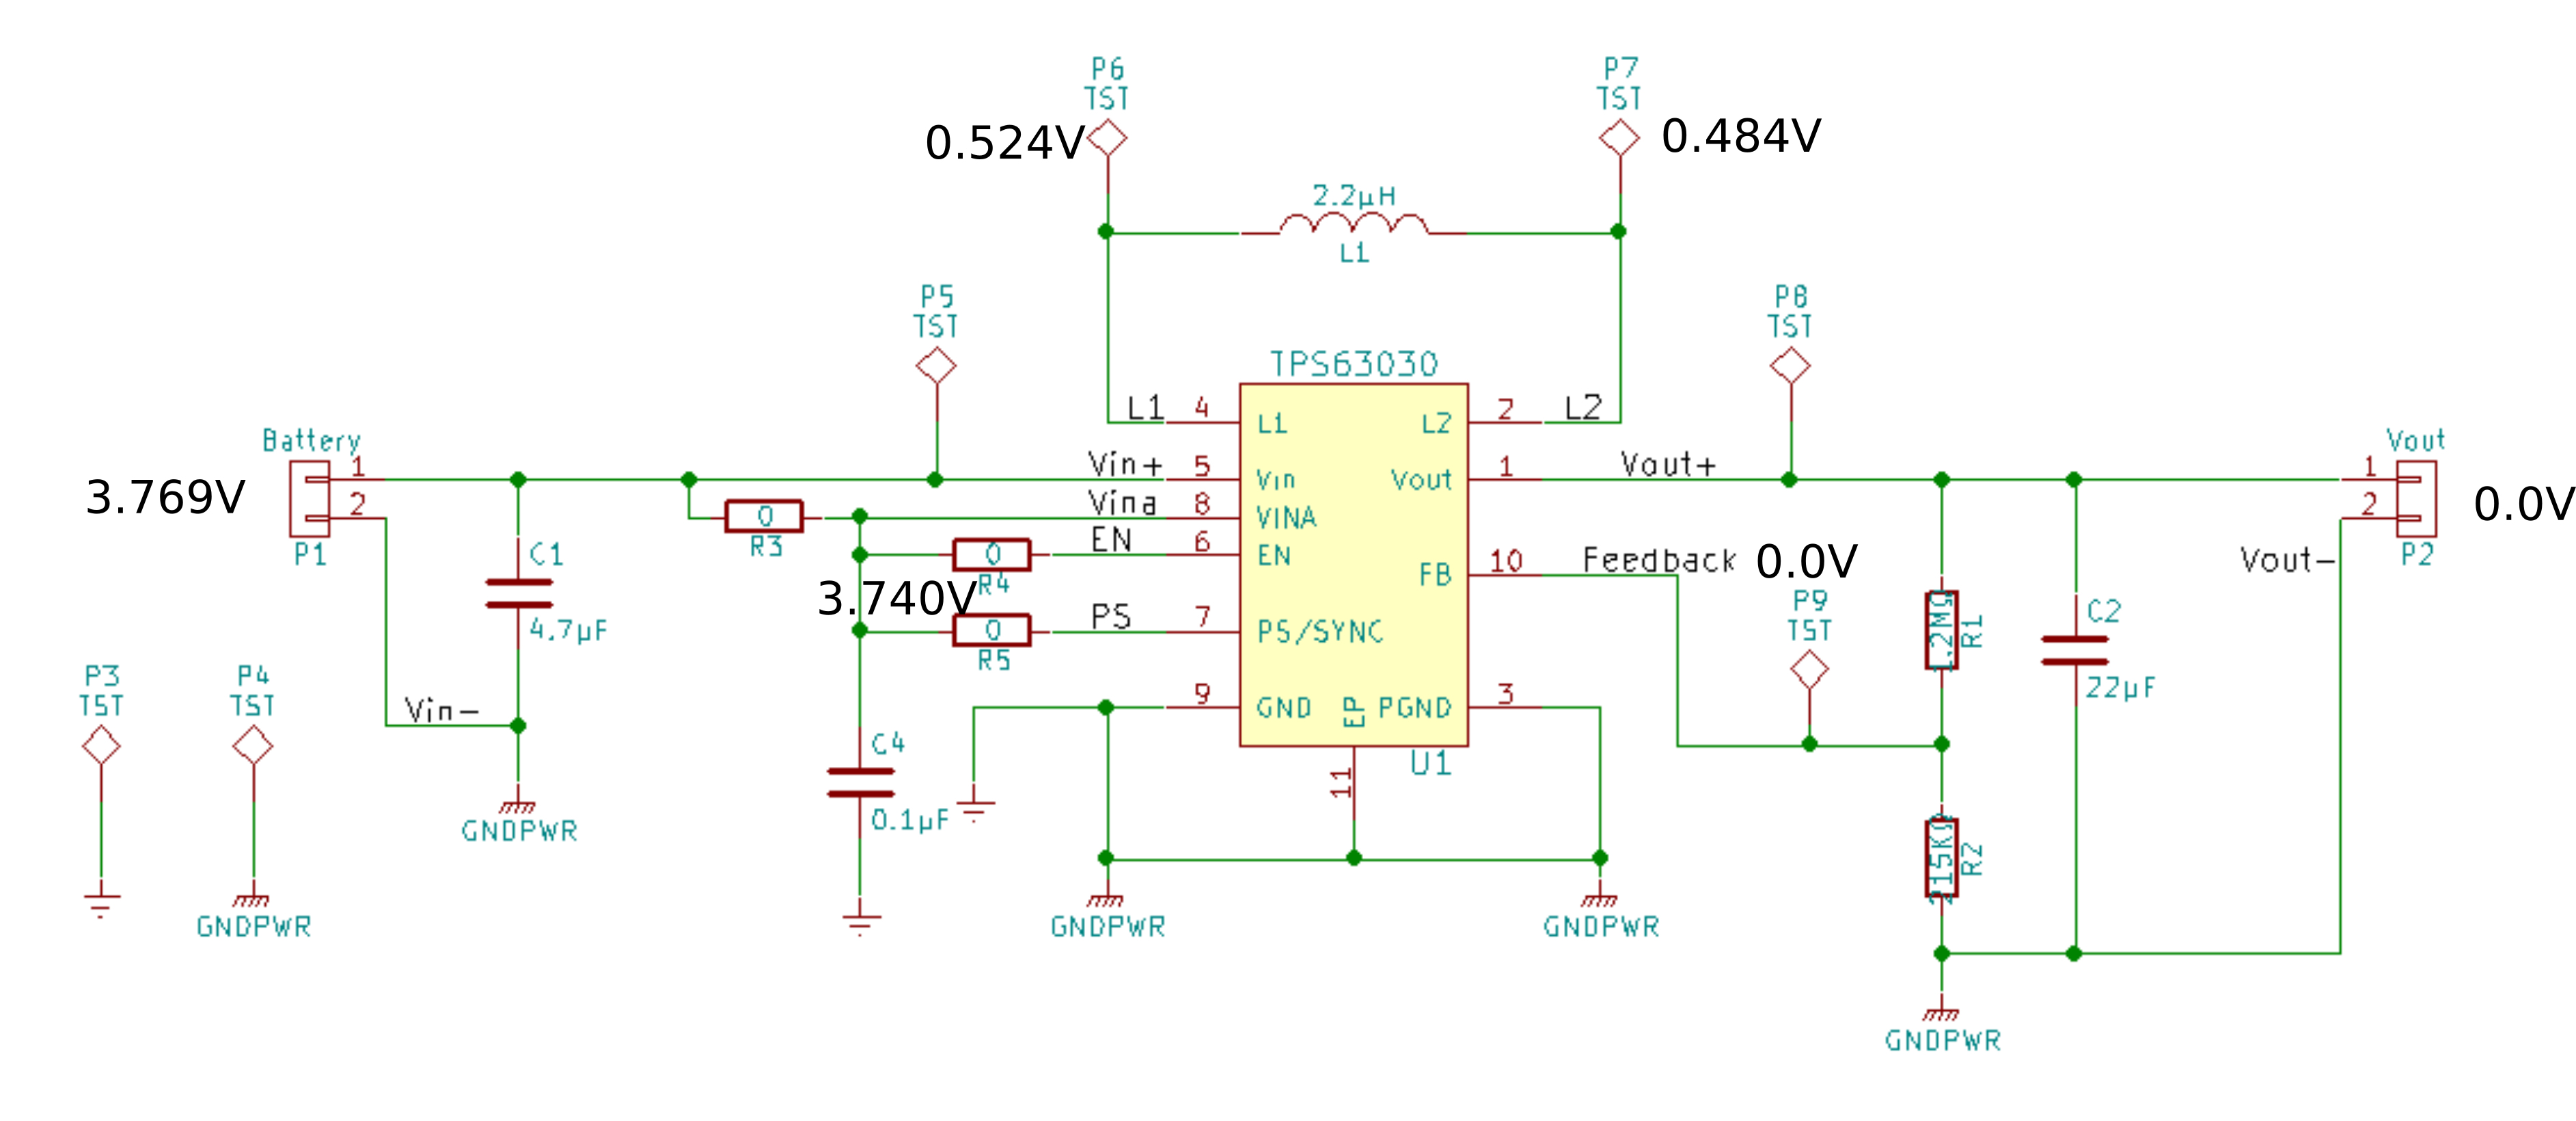 P6
TST
0.524V
P7
TST
0.484V
2.2µH
L1
P5
TST
P8
TST
TPS63030
L1
4
L1
L2
2
L2
Battery
1
2
P1
3.769V
Vin+
5
Vin
Vout
1
Vout+
Vina
8
VINA
EN
6
EN
FB
10
Feedback
0.0V
PS
7
PS/SYNC
9
GND
EP
PGND
3
11
U1
0
R3
0
R4
3.740V
0
R5
C1
4.7µF
Vin-
GNDPWR
P3
TST
P4
TST
GNDPWR
C4
0.1µF
GNDPWR
GNDPWR
P9
TST
R1
215KΩ
R2
C2
22µF
GNDPWR
Vout
1
2
P2
Vout-
0.0V